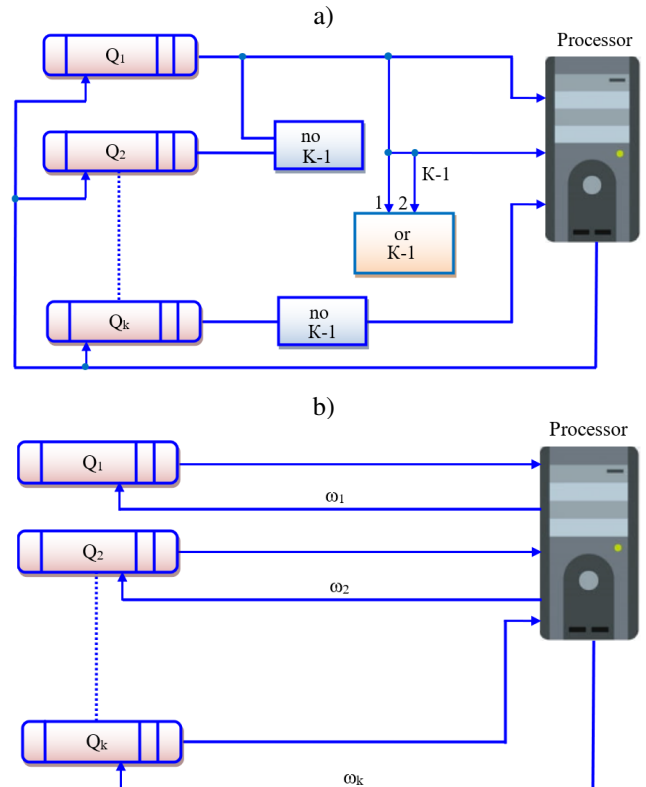 a)
Processor
Q1
Q2
no
K-1
K-1
1 2
or
K-1
Qk
no
K-1
b)
Processor
Q1
ω1
Q2
ω2
Qk
ωk